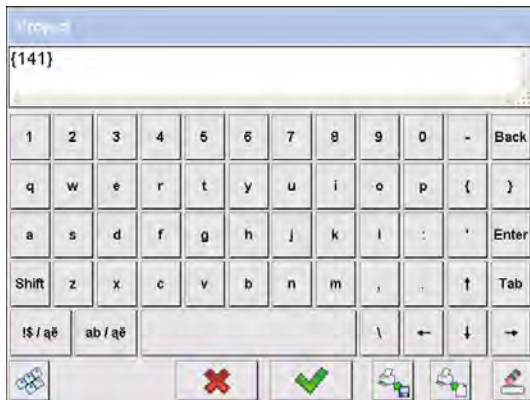 {141}
1 2 3 4 5 6 7 8 9 0 - Back
q w e r t y u i o p { }
a s d f g h j k l : ' Enter
Shift z x c v b n m , . ↑ Tab
!$ / ąë ab / ąë \ ← ↓ →